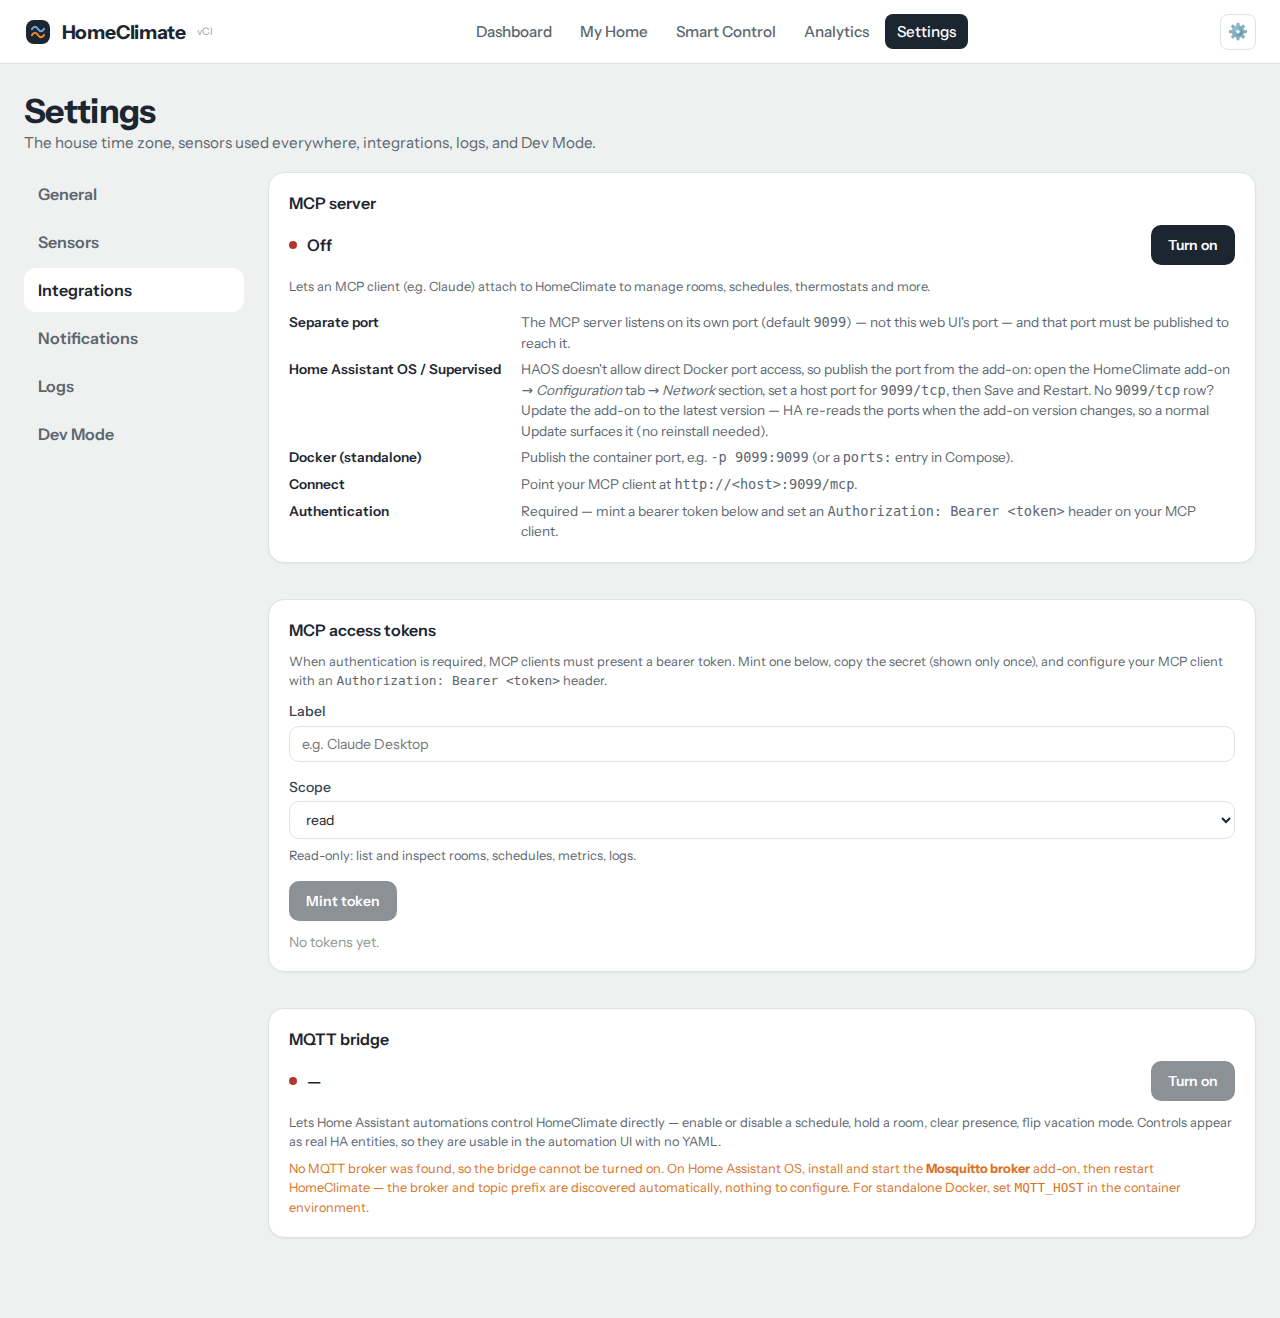 HomeClimate vCI
Dashboard
My Home
Smart Control
Analytics
Settings
Settings
The house time zone, sensors used everywhere, integrations, logs, and Dev Mode.
General
Sensors
Integrations
Notifications
Logs
Dev Mode
MCP server
Off
Turn on
Lets an MCP client (e.g. Claude) attach to HomeClimate to manage rooms, schedules, thermostats and more.
Separate port
The MCP server listens on its own port (default 9099) — not this web UI's port — and that port must be published to
reach it.
Home Assistant OS / Supervised
HAOS doesn't allow direct Docker port access, so publish the port from the add-on: open the HomeClimate add-on
→ Configuration tab → Network section, set a host port for 9099/tcp, then Save and Restart. No 9099/tcp row?
Update the add-on to the latest version — HA re-reads the ports when the add-on version changes, so a normal
Update surfaces it (no reinstall needed).
Docker (standalone)
Publish the container port, e.g. -p 9099:9099 (or a ports: entry in Compose).
Connect
Point your MCP client at http://<host>:9099/mcp.
Authentication
Required — mint a bearer token below and set an Authorization: Bearer <token> header on your MCP
client.
MCP access tokens
When authentication is required, MCP clients must present a bearer token. Mint one below, copy the secret (shown only once), and configure your MCP client
with an Authorization: Bearer <token> header.
Label
e.g. Claude Desktop
Scope
read
Read-only: list and inspect rooms, schedules, metrics, logs.
Mint token
No tokens yet.
MQTT bridge
—
Turn on
Lets Home Assistant automations control HomeClimate directly — enable or disable a schedule, hold a room, clear presence, flip vacation mode. Controls appear
as real HA entities, so they are usable in the automation UI with no YAML.
No MQTT broker was found, so the bridge cannot be turned on. On Home Assistant OS, install and start the Mosquitto broker add-on, then restart
HomeClimate — the broker and topic prefix are discovered automatically, nothing to configure. For standalone Docker, set MQTT_HOST in the container
environment.